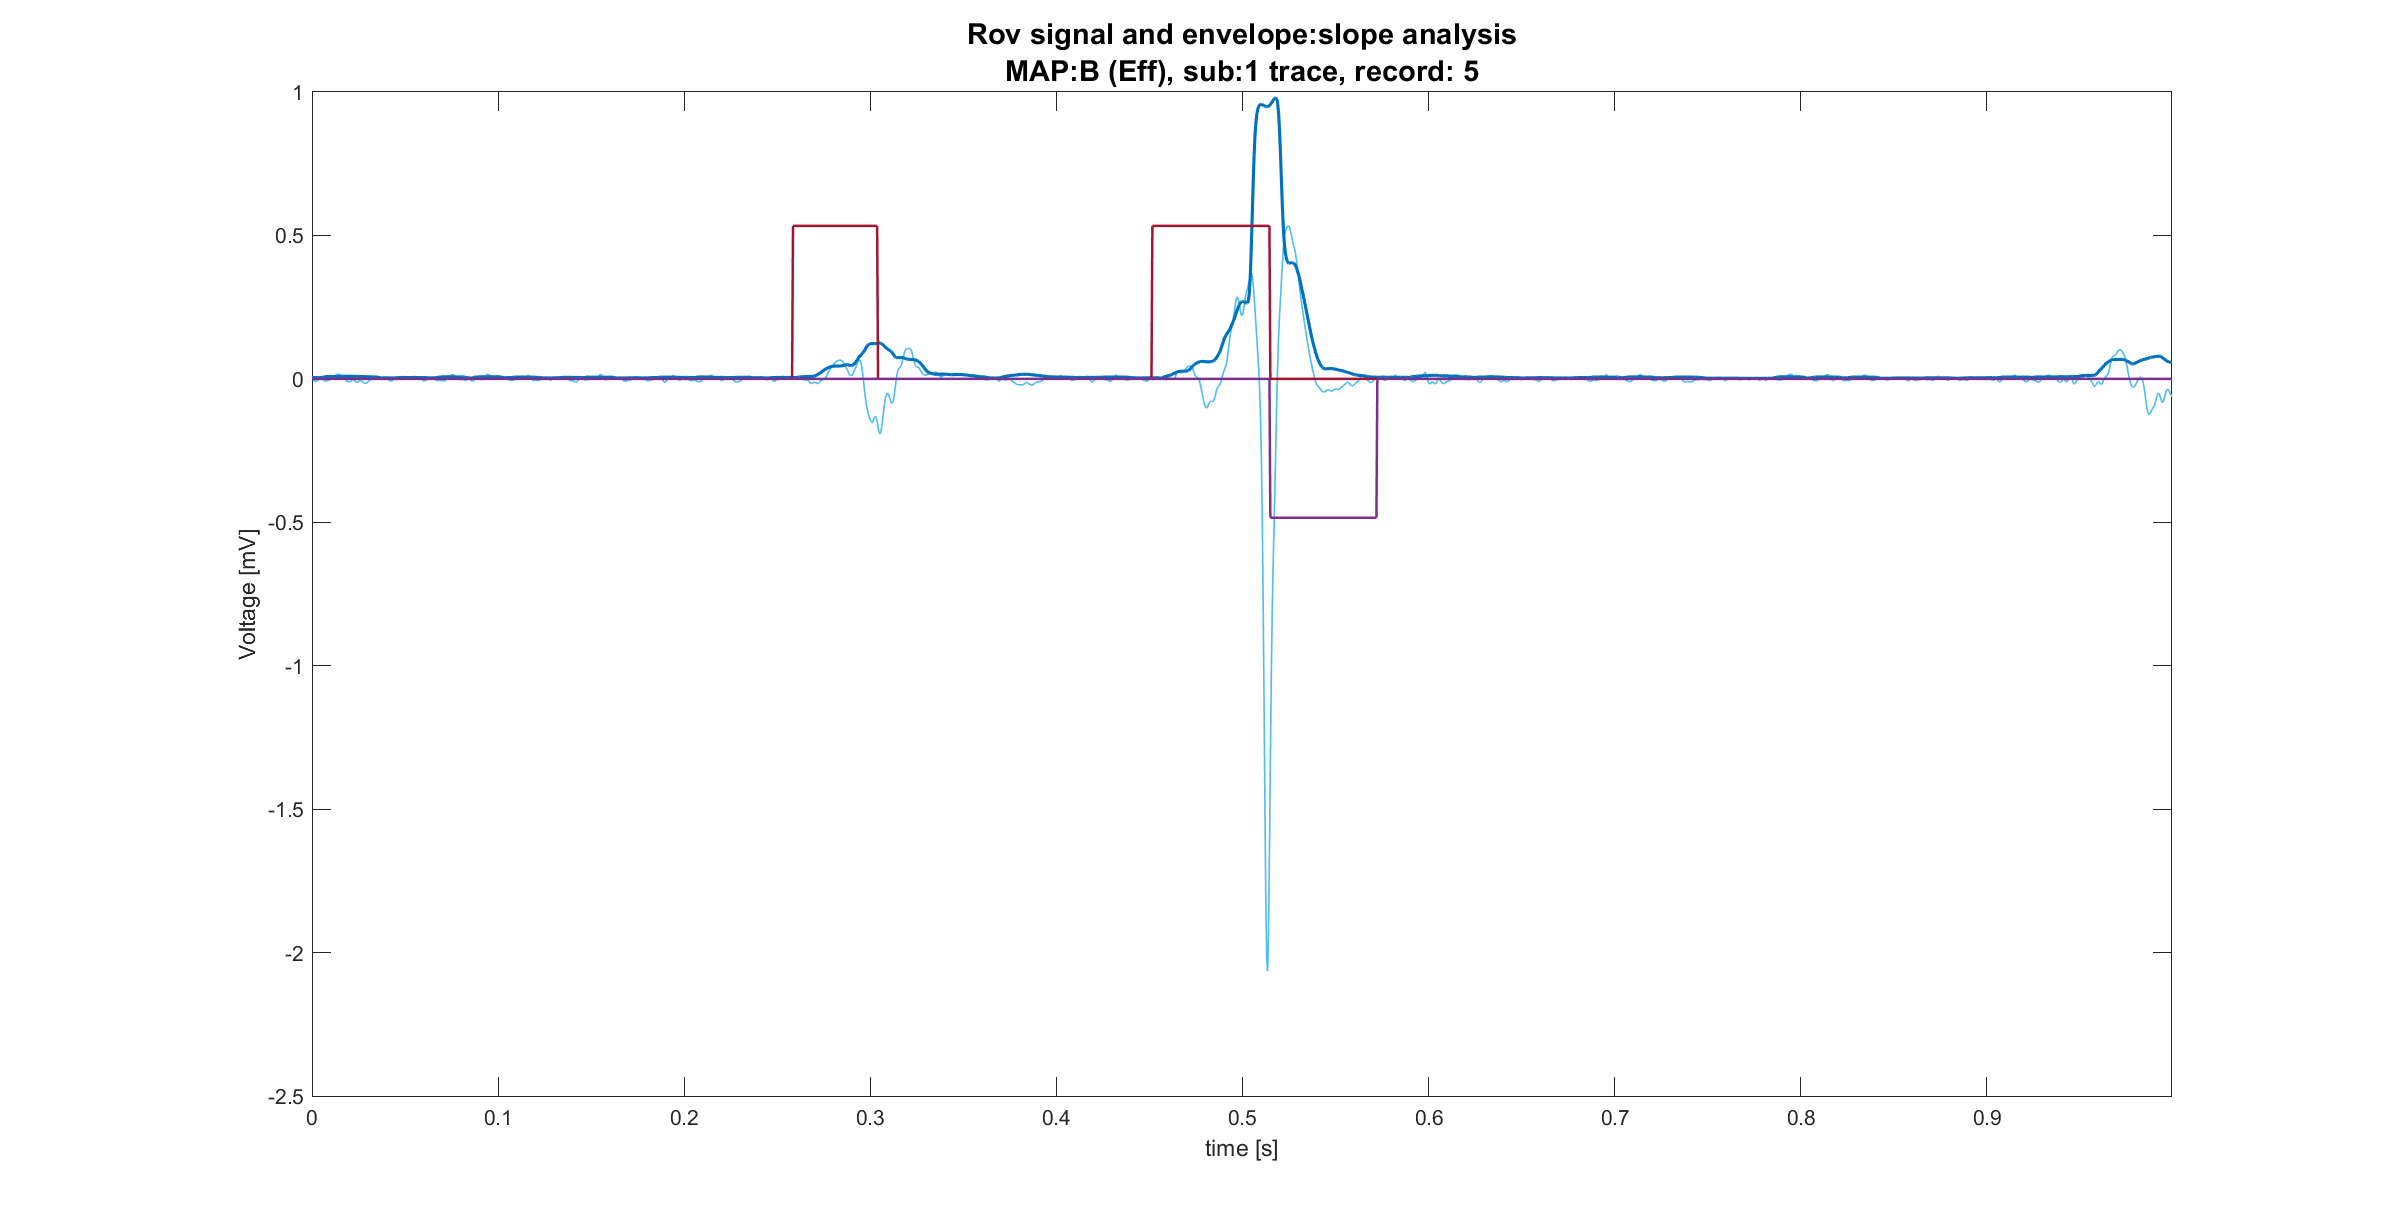 Rov signal and envelope:slope analysis
MAP:B (Eff), sub:1 trace, record: 5
1
0.5
0
-0.5
-1
-1.5
-2
-2.5
Voltage [mV]
0 0.1 0.2 0.3 0.4 0.5 0.6 0.7 0.8 0.9
time [s]